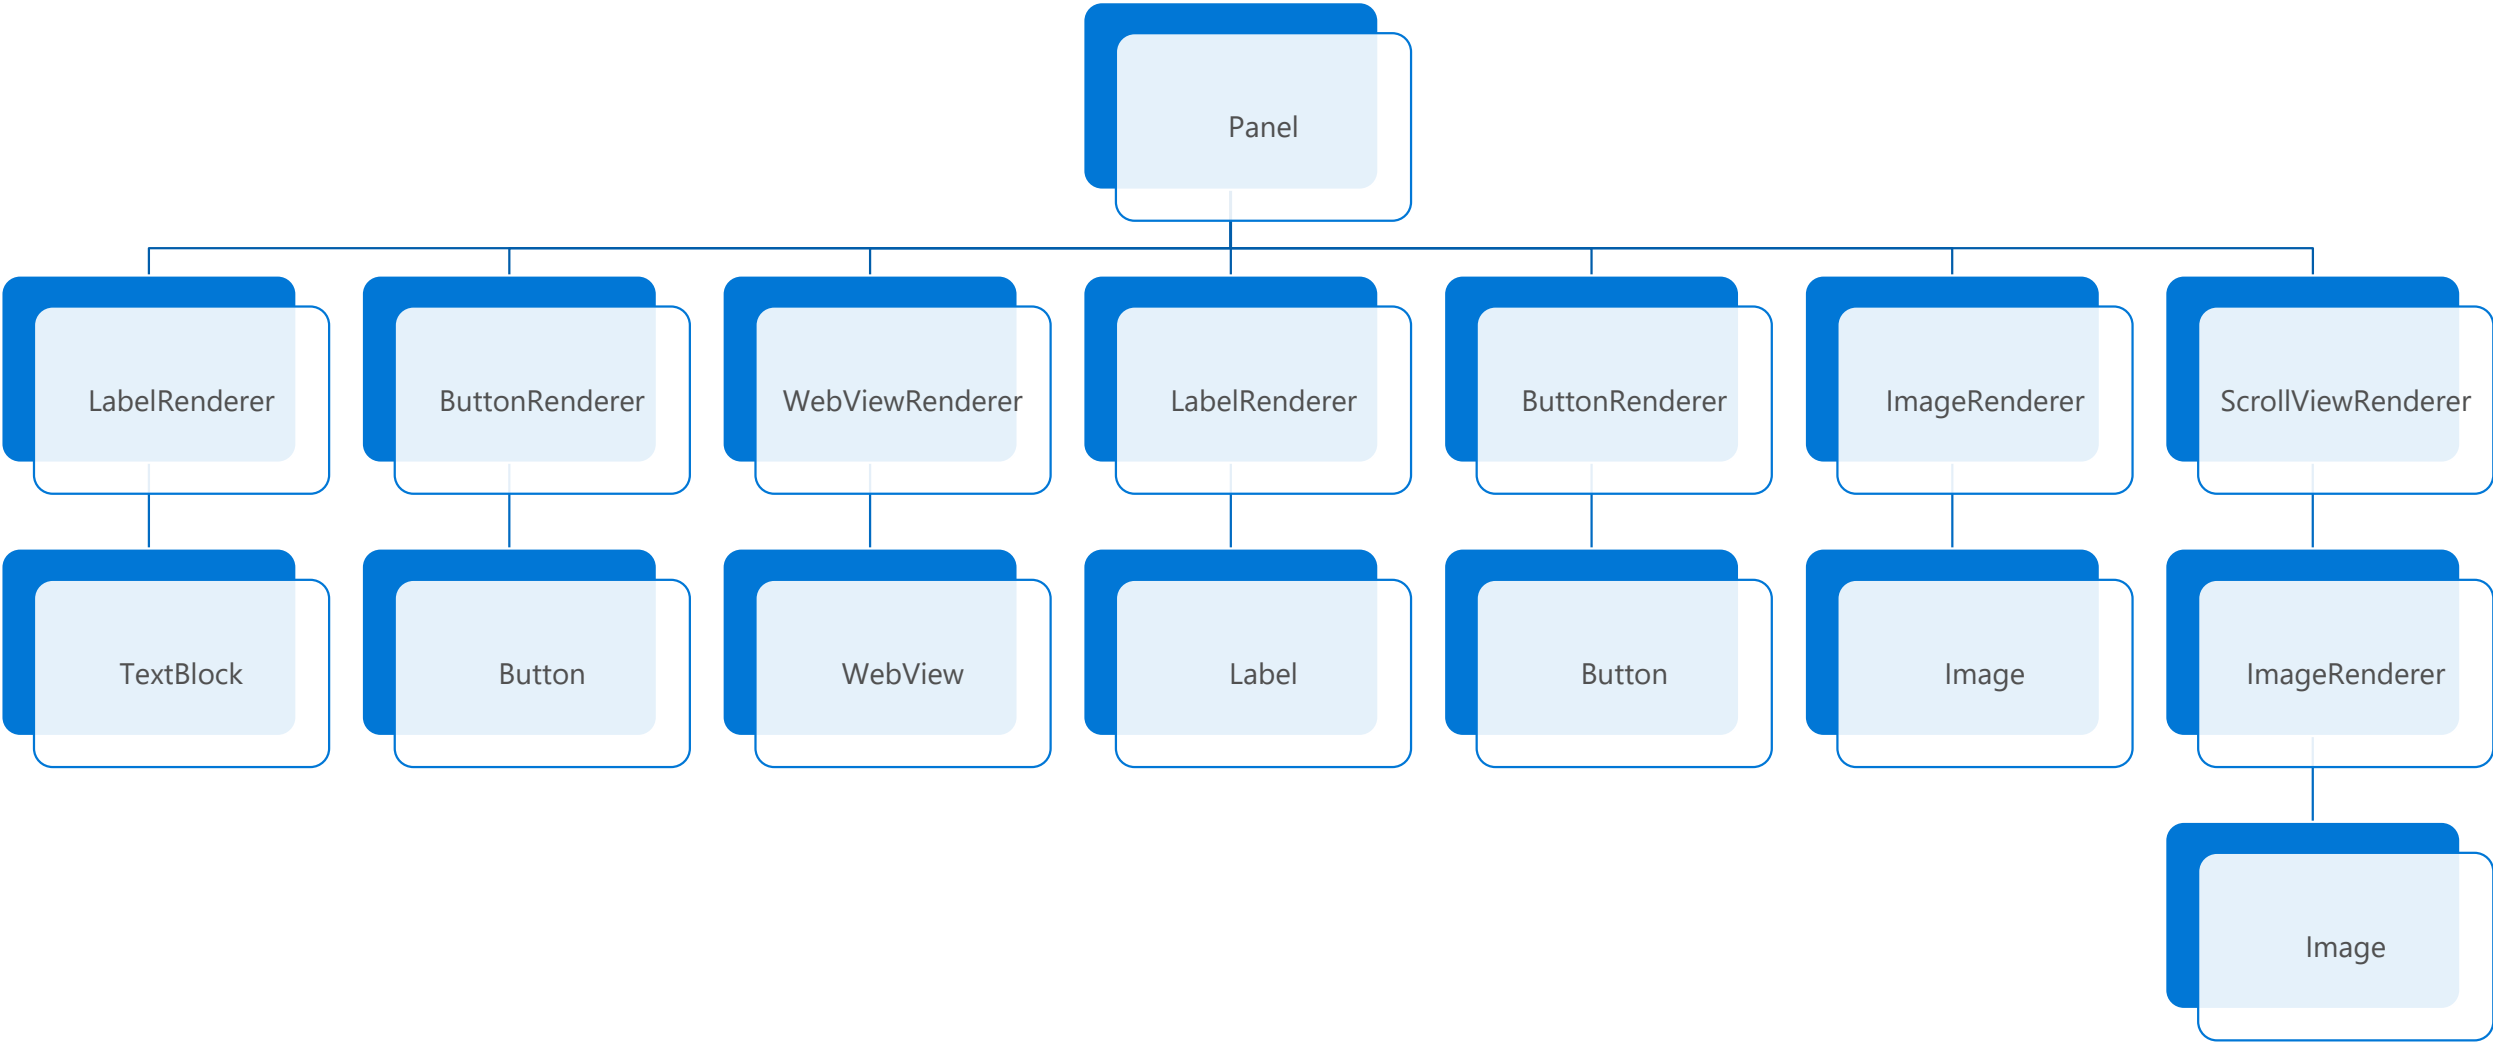 Panel
LabelRenderer
ButtonRenderer
WebViewRenderer
LabelRenderer
ButtonRenderer
ImageRenderer
ScrollViewRenderer
TextBlock
Button
WebView
Label
Button
Image
ImageRenderer
Image